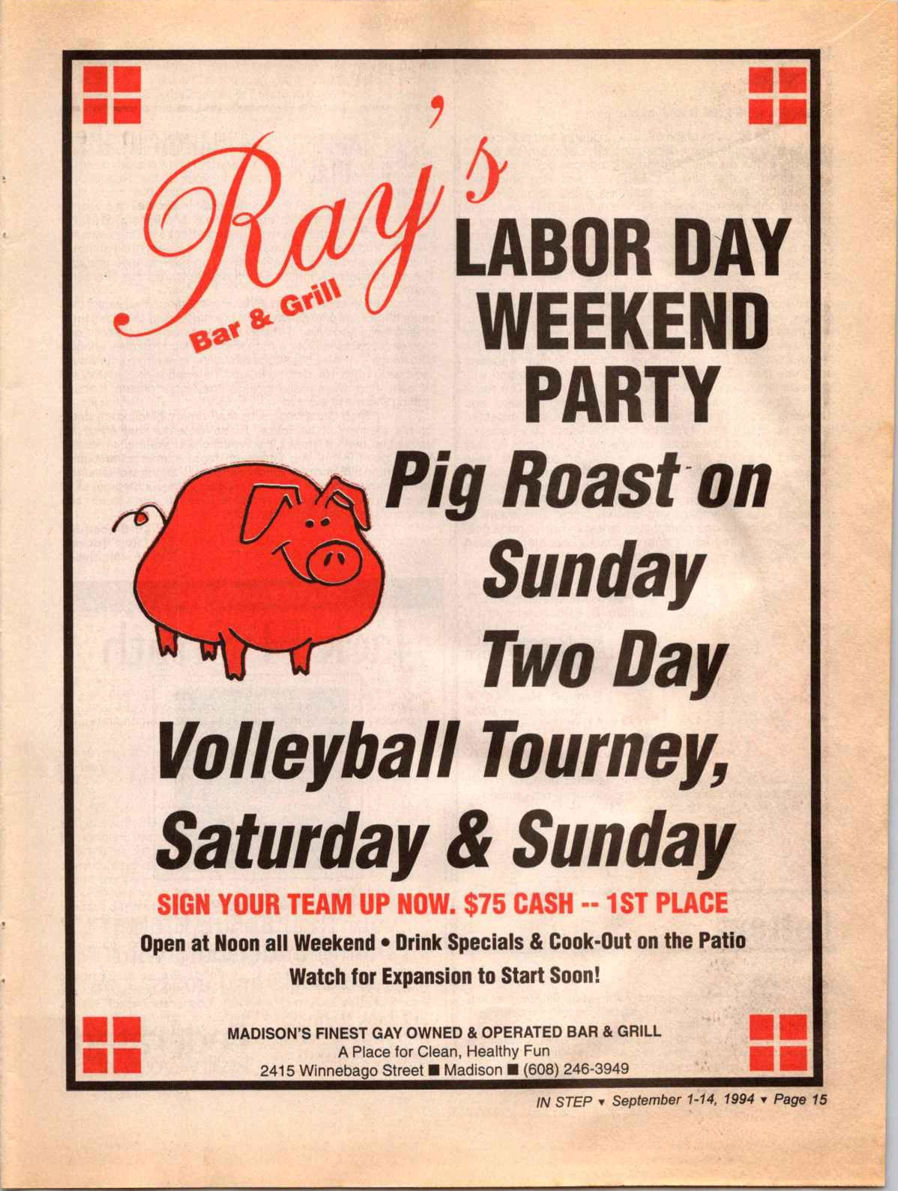 Ray's
Bar & Grill
LABOR DAY
WEEKEND
PARTY
Pig Roast on
Sunday
Two Day
Volleyball Tourney,
Saturday & Sunday
SIGN YOUR TEAM UP NOW. $75 CASH -- 1ST PLACE
Open at Noon all Weekend • Drink Specials & Cook-Out on the Patio
Watch for Expansion to Start Soon!
MADISON'S FINEST GAY OWNED & OPERATED BAR & GRILL
A Place for Clean, Healthy Fun
2415 Winnebago Street ■ Madison ■ (608) 246-3949
IN STEP ▼ September 1-14, 1994 ▼ Page 15